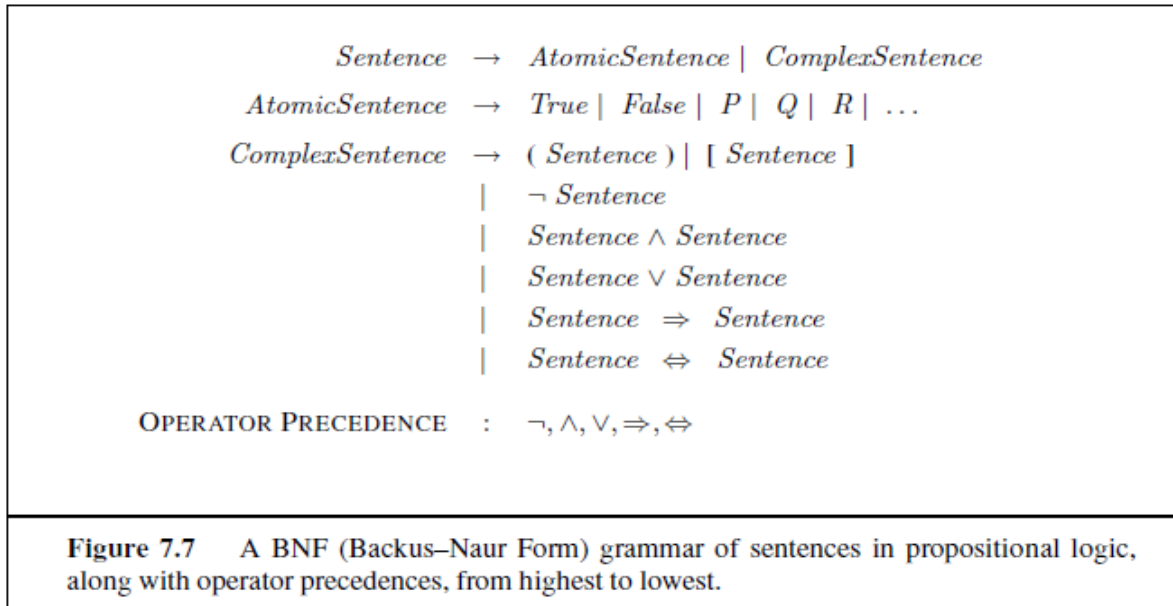 Sentence → AtomicSentence | ComplexSentence
AtomicSentence → True | False | P | Q | R | ...
ComplexSentence → ( Sentence ) | [ Sentence ]
| ¬ Sentence
| Sentence ∧ Sentence
| Sentence ∨ Sentence
| Sentence ⇒ Sentence
| Sentence ⇔ Sentence
OPERATOR PRECEDENCE : ¬, ∧, ∨, ⇒, ⇔
Figure 7.7 A BNF (Backus–Naur Form) grammar of sentences in propositional logic,
along with operator precedences, from highest to lowest.